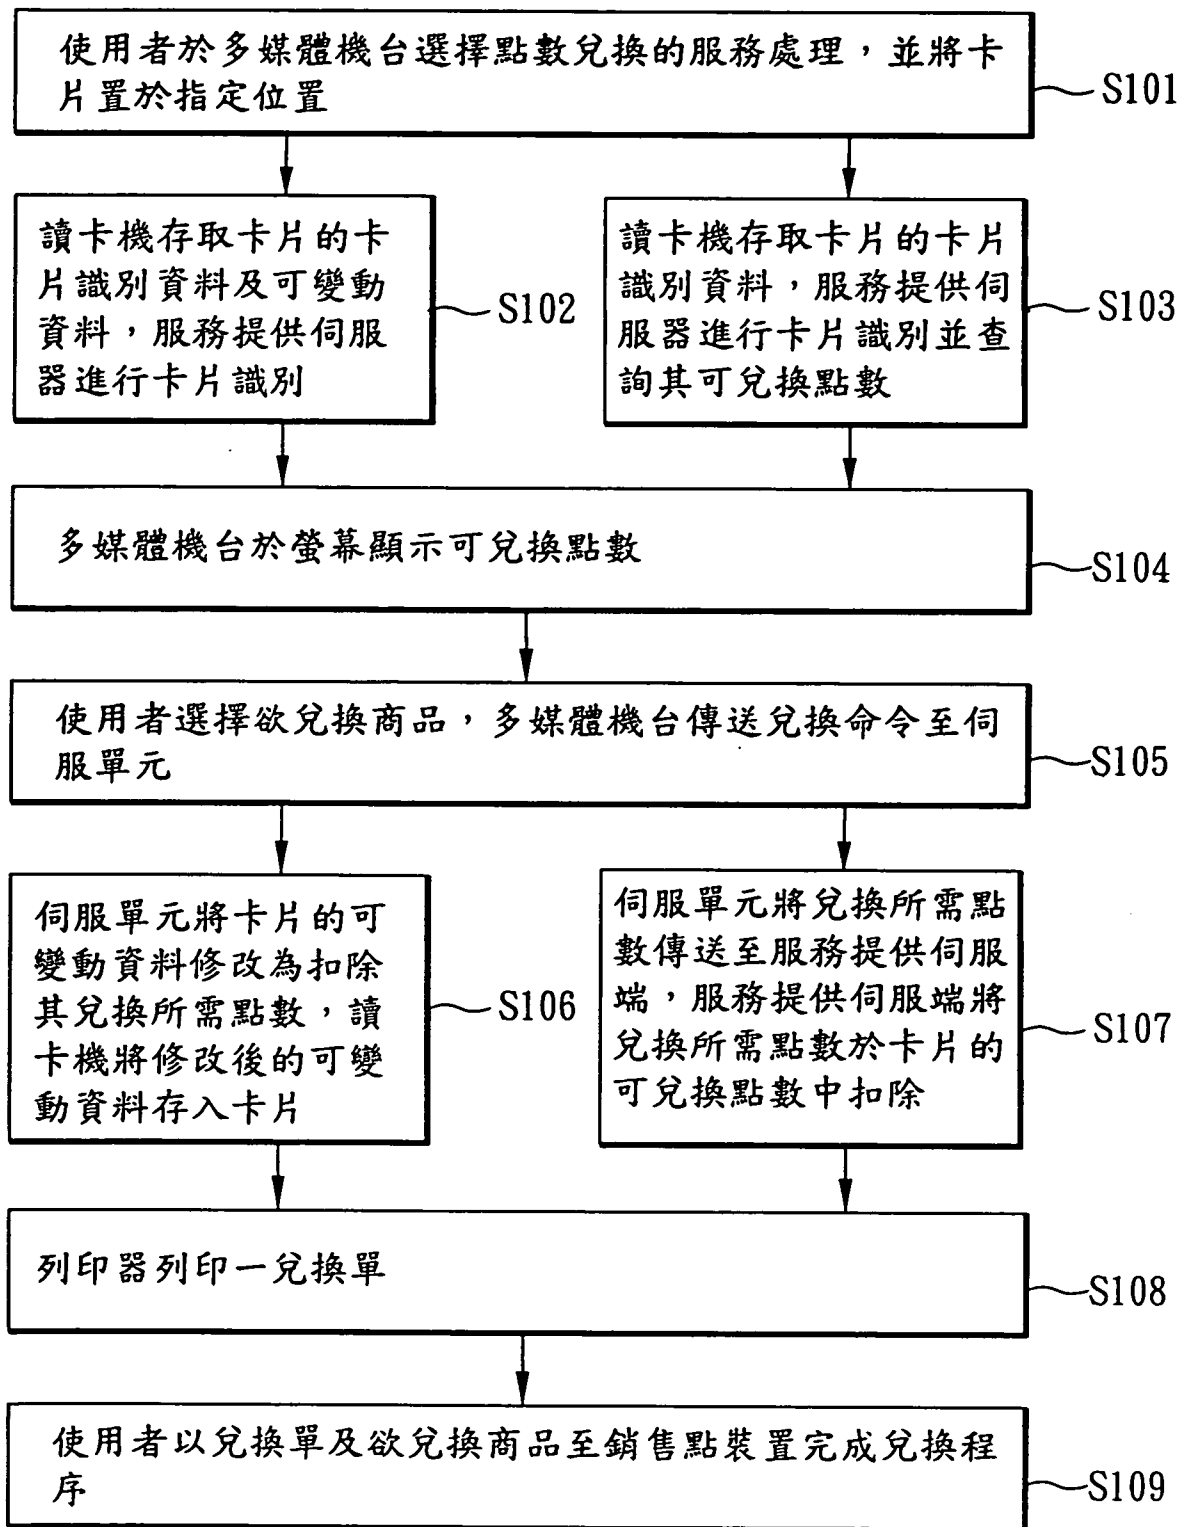 使用者於多媒體機台選擇點數兌換的服務處理，並將卡
片置於指定位置
S101
讀卡機存取卡片的卡
片識別資料及可變動
資料，服務提供伺服
器進行卡片識別
S102
讀卡機存取卡片的卡片
識別資料，服務提供伺
服器進行卡片識別並查
詢其可兌換點數
S103
多媒體機台於螢幕顯示可兌換點數
S104
使用者選擇欲兌換商品，多媒體機台傳送兌換命令至伺
服單元
S105
伺服單元將卡片的可
變動資料修改為扣除
其兌換所需點數，讀
卡機將修改後的可變
動資料存入卡片
S106
伺服單元將兌換所需點
數傳送至服務提供伺服
端，服務提供伺服端將
兌換所需點數於卡片的
可兌換點數中扣除
S107
列印器列印一兌換單
S108
使用者以兌換單及欲兌換商品至銷售點裝置完成兌換程
序
S109